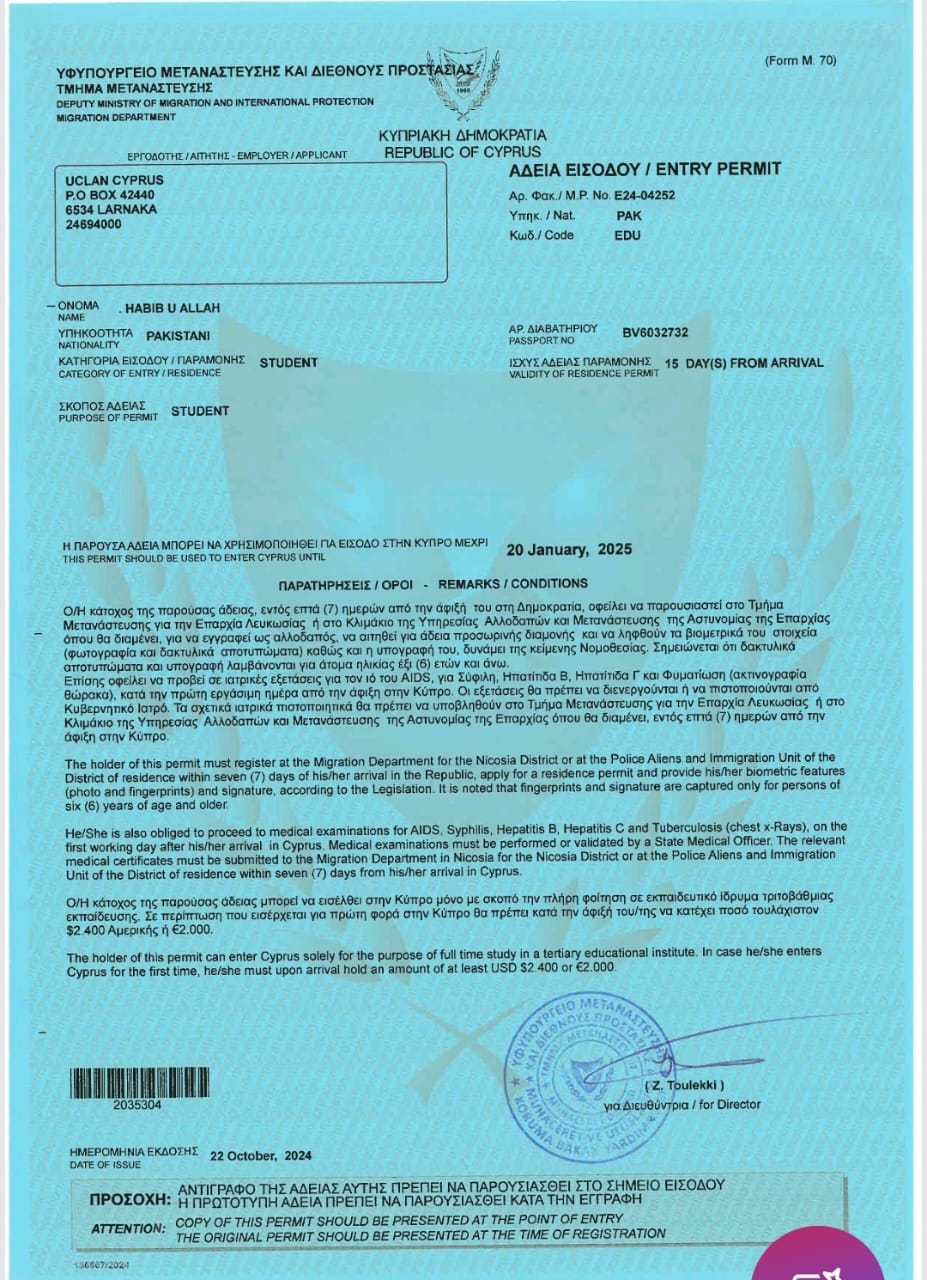 (Form M. 70)
ΥΦΥΠΟΥΡΓΕΙΟ ΜΕΤΑΝΑΣΤΕΥΣΗΣ ΚΑΙ ΔΙΕΘΝΟΥΣ ΠΡΟΣΤΑΣΙΑΣ
ΤΜΗΜΑ ΜΕΤΑΝΑΣΤΕΥΣΗΣ
DEPUTY MINISTRY OF MIGRATION AND INTERNATIONAL PROTECTION
MIGRATION DEPARTMENT
ΚΥΠΡΙΑΚΗ ΔΗΜΟΚΡΑΤΙΑ
REPUBLIC OF CYPRUS
ΕΡΓΟΔΟΤΗΣ / ΑΙΤΗΤΗΣ - EMPLOYER / APPLICANT
UCLAN CYPRUS
P.O BOX 42440
6534 LARNAKA
24694000
ΑΔΕΙΑ ΕΙΣΟΔΟΥ / ENTRY PERMIT
Αρ. Φακ./ M.P. No. E24-04252
Υπηκ. / Nat. PAK
Κωδ./ Code EDU
ΟΝΟΜΑ . HABIB U ALLAH
NAME
ΥΠΗΚΟΟΤΗΤΑ PAKISTANI
NATIONALITY
ΑΡ. ΔΙΑΒΑΤΗΡΙΟΥ BV6032732
PASSPORT NO
ΚΑΤΗΓΟΡΙΑ ΕΙΣΟΔΟΥ / ΠΑΡΑΜΟΝΗΣ STUDENT
CATEGORY OF ENTRY / RESIDENCE
ΙΣΧΥΣ ΑΔΕΙΑΣ ΠΑΡΑΜΟΝΗΣ 15 DAY(S) FROM ARRIVAL
VALIDITY OF RESIDENCE PERMIT
ΣΚΟΠΟΣ ΑΔΕΙΑΣ STUDENT
PURPOSE OF PERMIT
Η ΠΑΡΟΥΣΑ ΑΔΕΙΑ ΜΠΟΡΕΙ ΝΑ ΧΡΗΣΙΜΟΠΟΙΗΘΕΙ ΓΙΑ ΕΙΣΟΔΟ ΣΤΗΝ ΚΥΠΡΟ ΜΕΧΡΙ 20 January, 2025
THIS PERMIT SHOULD BE USED TO ENTER CYPRUS UNTIL
ΠΑΡΑΤΗΡΗΣΕΙΣ / ΟΡΟΙ - REMARKS / CONDITIONS
Ο/Η κάτοχος της παρούσας άδειας, εντός επτά (7) ημερών από την άφιξή του στη Δημοκρατία, οφείλει να παρουσιαστεί στο Τμήμα
Μετανάστευσης για την Επαρχία Λευκωσίας ή στο Κλιμάκιο της Υπηρεσίας Αλλοδαπών και Μετανάστευσης της Αστυνομίας της Επαρχίας
όπου θα διαμένει, για να εγγραφεί ως αλλοδαπός, να αιτηθεί για άδεια προσωρινής διαμονής και να ληφθούν τα βιομετρικά του στοιχεία
(φωτογραφία και δακτυλικά αποτυπώματα) καθώς και η υπογραφή του, δυνάμει της κείμενης Νομοθεσίας. Σημειώνεται ότι δακτυλικά
αποτυπώματα και υπογραφή λαμβάνονται για άτομα ηλικίας έξι (6) ετών και άνω.
Επίσης οφείλει να προβεί σε ιατρικές εξετάσεις για τον ιό του AIDS, για Σύφιλη, Ηπατίτιδα Β, Ηπατίτιδα Γ και Φυματίωση (ακτινογραφία
θώρακα), κατά την πρώτη εργάσιμη ημέρα από την άφιξη στην Κύπρο. Οι εξετάσεις θα πρέπει να διενεργούνται ή να πιστοποιούνται από
Κυβερνητικό Ιατρό. Τα σχετικά ιατρικά πιστοποιητικά θα πρέπει να υποβληθούν στο Τμήμα Μετανάστευσης για την Επαρχία Λευκωσίας ή στο
Κλιμάκιο της Υπηρεσίας Αλλοδαπών και Μετανάστευσης της Αστυνομίας της Επαρχίας όπου θα διαμένει, εντός επτά (7) ημερών από την
άφιξη στην Κύπρο.
The holder of this permit must register at the Migration Department for the Nicosia District or at the Police Aliens and Immigration Unit of the
District of residence within seven (7) days of his/her arrival in the Republic, apply for a residence permit and provide his/her biometric features
(photo and fingerprints) and signature, according to the Legislation. It is noted that fingerprints and signature are captured only for persons of
six (6) years of age and older.
He/She is also obliged to proceed to medical examinations for AIDS, Syphilis, Hepatitis B, Hepatitis C and Tuberculosis (chest x-Rays), on the
first working day after his/her arrival in Cyprus. Medical examinations must be performed or validated by a State Medical Officer. The relevant
medical certificates must be submitted to the Migration Department in Nicosia for the Nicosia District or at the Police Aliens and Immigration
Unit of the District of residence within seven (7) days from his/her arrival in Cyprus.
Ο/Η κάτοχος της παρούσας άδειας μπορεί να εισέλθει στην Κύπρο μόνο με σκοπό την πλήρη φοίτηση σε εκπαιδευτικό ίδρυμα τριτοβάθμιας
εκπαίδευσης. Σε περίπτωση που εισέρχεται για πρώτη φορά στην Κύπρο θα πρέπει κατά την άφιξή του/της να κατέχει ποσό τουλάχιστον
$2.400 Αμερικής ή €2.000.
The holder of this permit can enter Cyprus solely for the purpose of full time study in a tertiary educational institute. In case he/she enters
Cyprus for the first time, he/she must upon arrival hold an amount of at least USD $2.400 or €2.000.
ΥΦΥΠΟΥΡΓΕΙΟ ΜΕΤΑΝΑΣΤΕΥΣΗΣ
ΚΑΙ ΔΙΕΘΝΟΥΣ ΠΡΟΣΤΑΣΙΑΣ
2035304
( Z. Toulekki )
για Διευθύντρια / for Director
ΗΜΕΡΟΜΗΝΙΑ ΕΚΔΟΣΗΣ 22 October, 2024
DATE OF ISSUE
ΠΡΟΣΟΧΗ: ΑΝΤΙΓΡΑΦΟ ΤΗΣ ΑΔΕΙΑΣ ΑΥΤΗΣ ΠΡΕΠΕΙ ΝΑ ΠΑΡΟΥΣΙΑΣΘΕΙ ΣΤΟ ΣΗΜΕΙΟ ΕΙΣΟΔΟΥ
Η ΠΡΩΤΟΤΥΠΗ ΑΔΕΙΑ ΠΡΕΠΕΙ ΝΑ ΠΑΡΟΥΣΙΑΣΘΕΙ ΚΑΤΑ ΤΗΝ ΕΓΓΡΑΦΗ
ATTENTION: COPY OF THIS PERMIT SHOULD BE PRESENTED AT THE POINT OF ENTRY
THE ORIGINAL PERMIT SHOULD BE PRESENTED AT THE TIME OF REGISTRATION
136667/2024